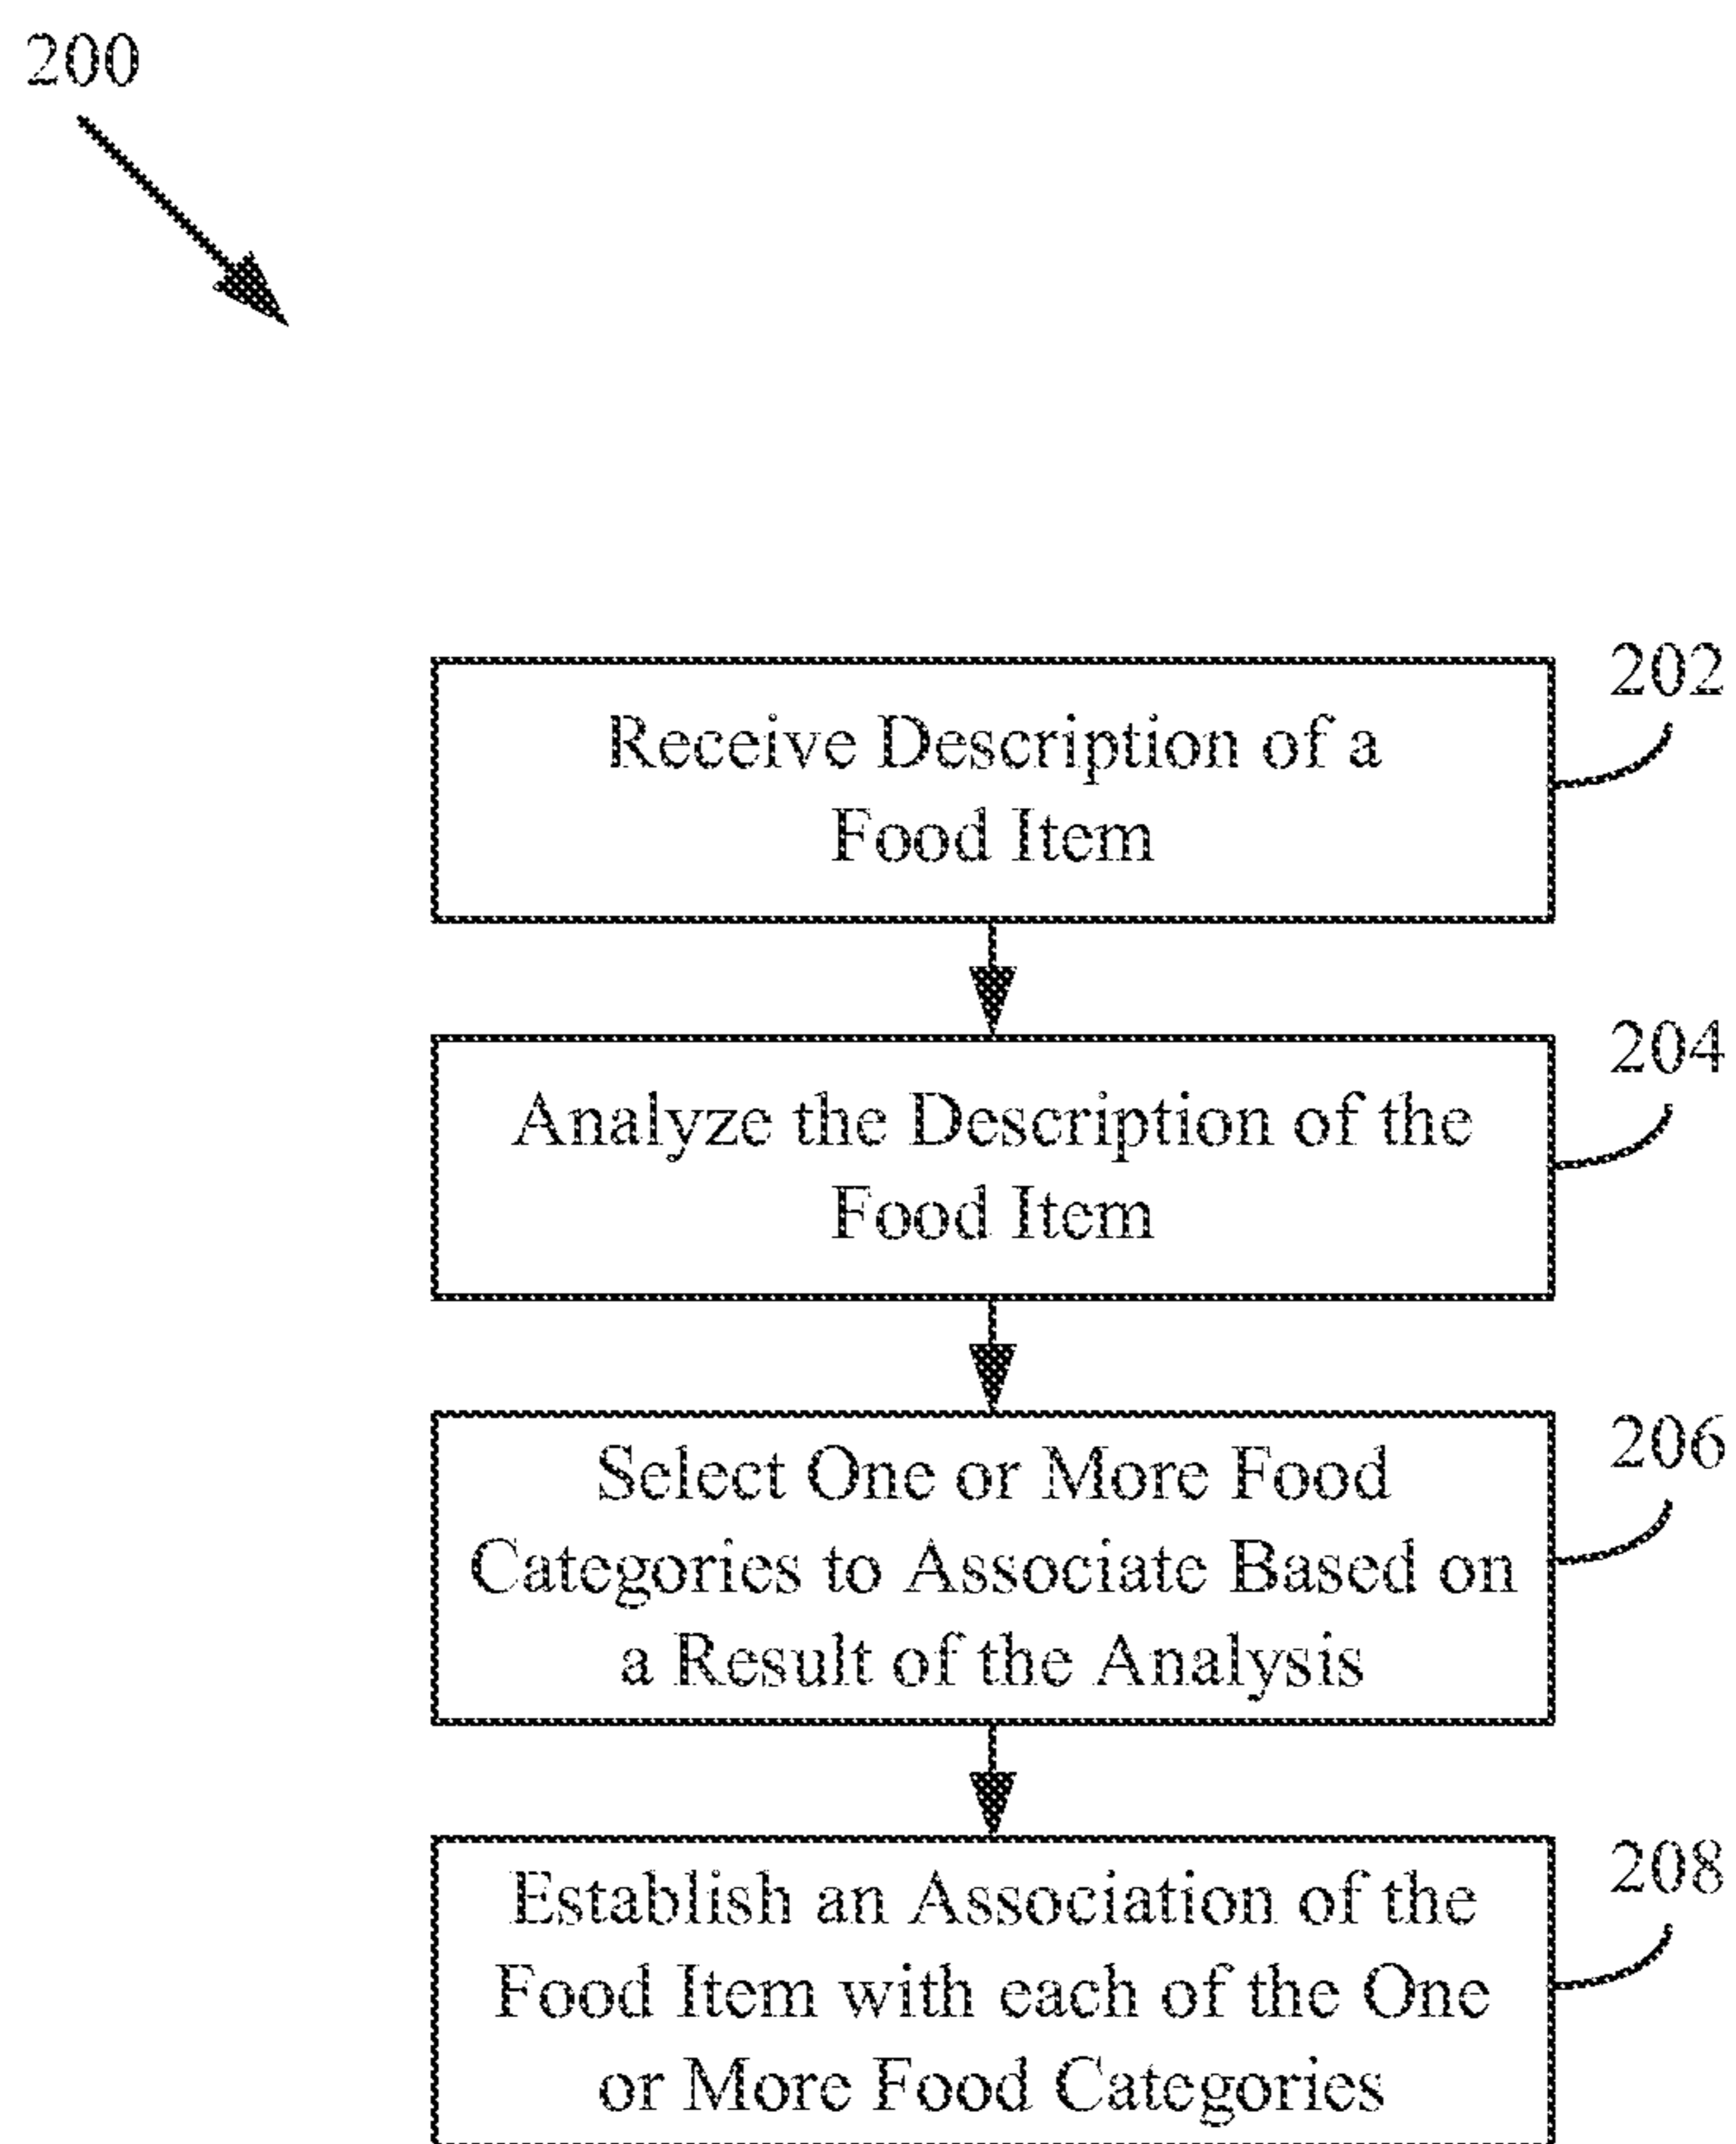 200
202
Receive Description of a
Food Item
204
Analyze the Description of the
Food Item
206
Select One or More Food
Categories to Associate Based on
a Result of the Analysis
208
Establish an Association of the
Food Item with each of the One
or More Food Categories